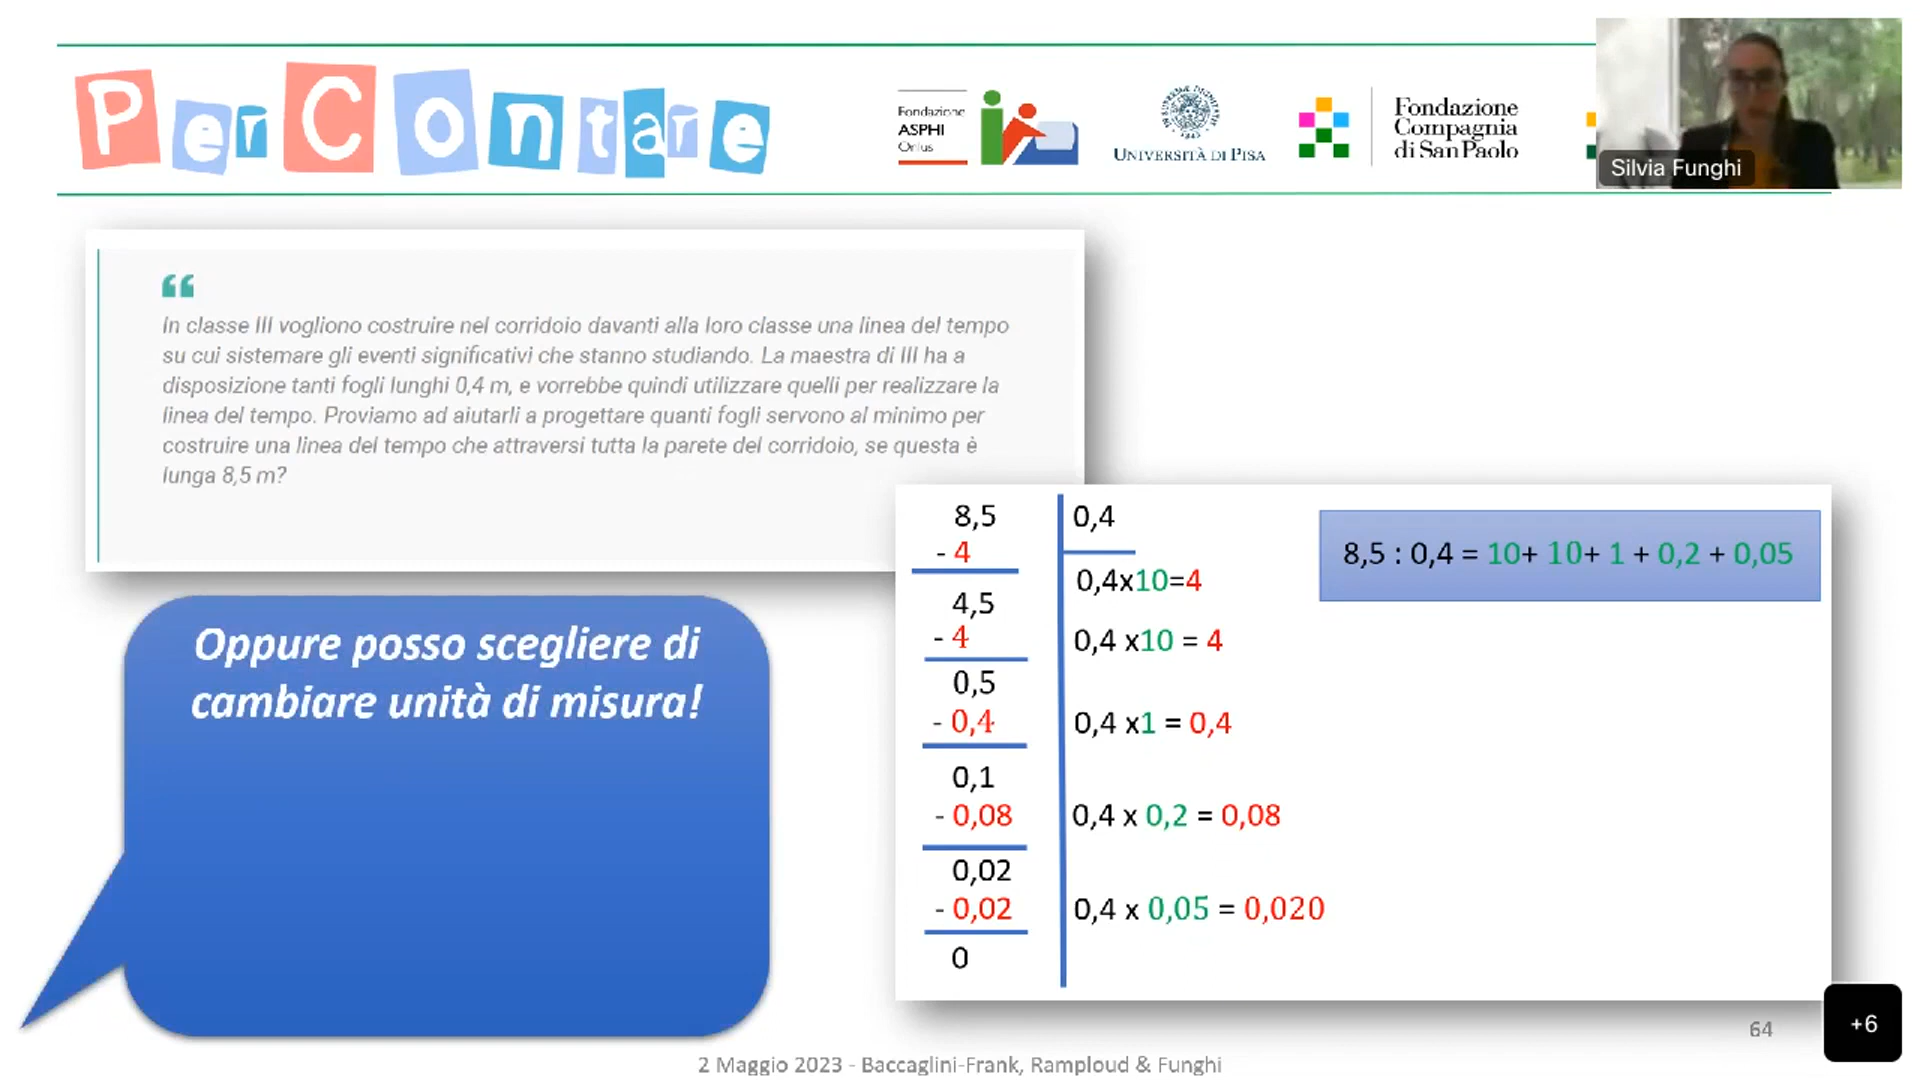 PerContare
Fondazione
ASPHI
Onlus
UNIVERSITÀ DI PISA
Fondazione
Compagnia
di San Paolo
Silvia Funghi
In classe III vogliono costruire nel corridoio davanti alla loro classe una linea del tempo
su cui sistemare gli eventi significativi che stanno studiando. La maestra di III ha a
disposizione tanti fogli lunghi 0,4 m, e vorrebbe quindi utilizzare quelli per realizzare la
linea del tempo. Proviamo ad aiutarli a progettare quanti fogli servono al minimo per
costruire una linea del tempo che attraversi tutta la parete del corridoio, se questa è
lunga 8,5 m?
Oppure posso scegliere di
cambiare unità di misura!
8,5
- 4
4,5
- 4
0,5
- 0,4
0,1
- 0,08
0,02
- 0,02
0
0,4
0,4x10=4
0,4 x10 = 4
0,4 x1 = 0,4
0,4 x 0,2 = 0,08
0,4 x 0,05 = 0,020
8,5 : 0,4 = 10+ 10+ 1 + 0,2 + 0,05
64
+6
2 Maggio 2023 - Baccaglini-Frank, Ramploud & Funghi